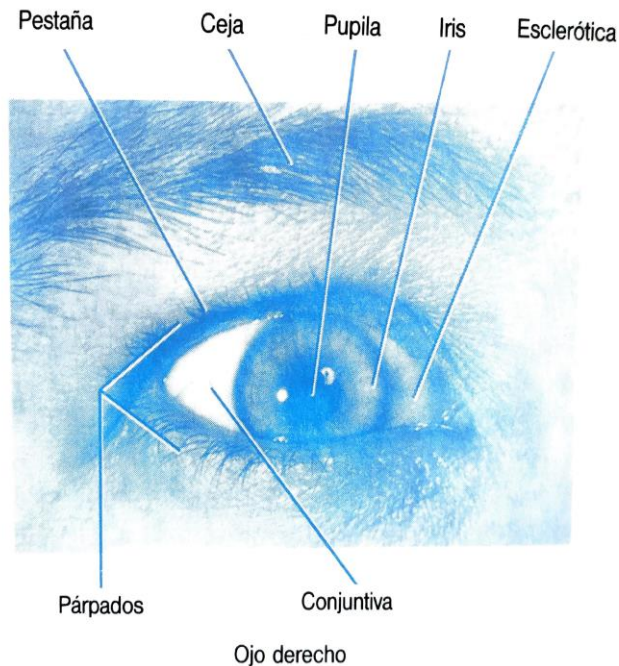 Pestaña Ceja Pupila Iris Esclerótica
Párpados Conjuntiva
Ojo derecho